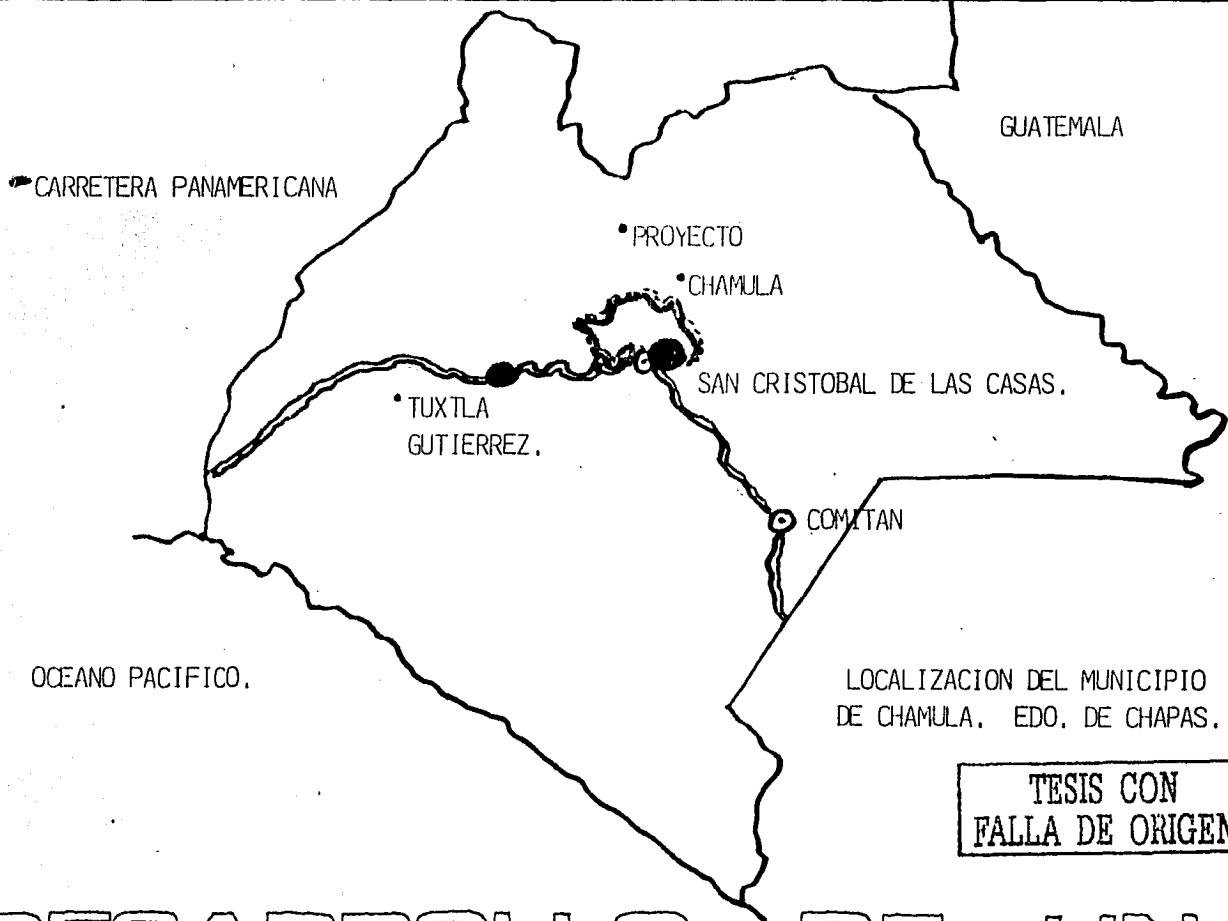 GUATEMALA
CARRETERA PANAMERICANA
PROYECTO
CHAMULA
SAN CRISTOBAL DE LAS CASAS.
TUXTLA
GUTIERREZ.
COMITAN
OCEANO PACIFICO.
LOCALIZACION DEL MUNICIPIO
DE CHAMULA. EDO. DE CHAPAS.
TESIS CON
FALLA DE ORIGEN